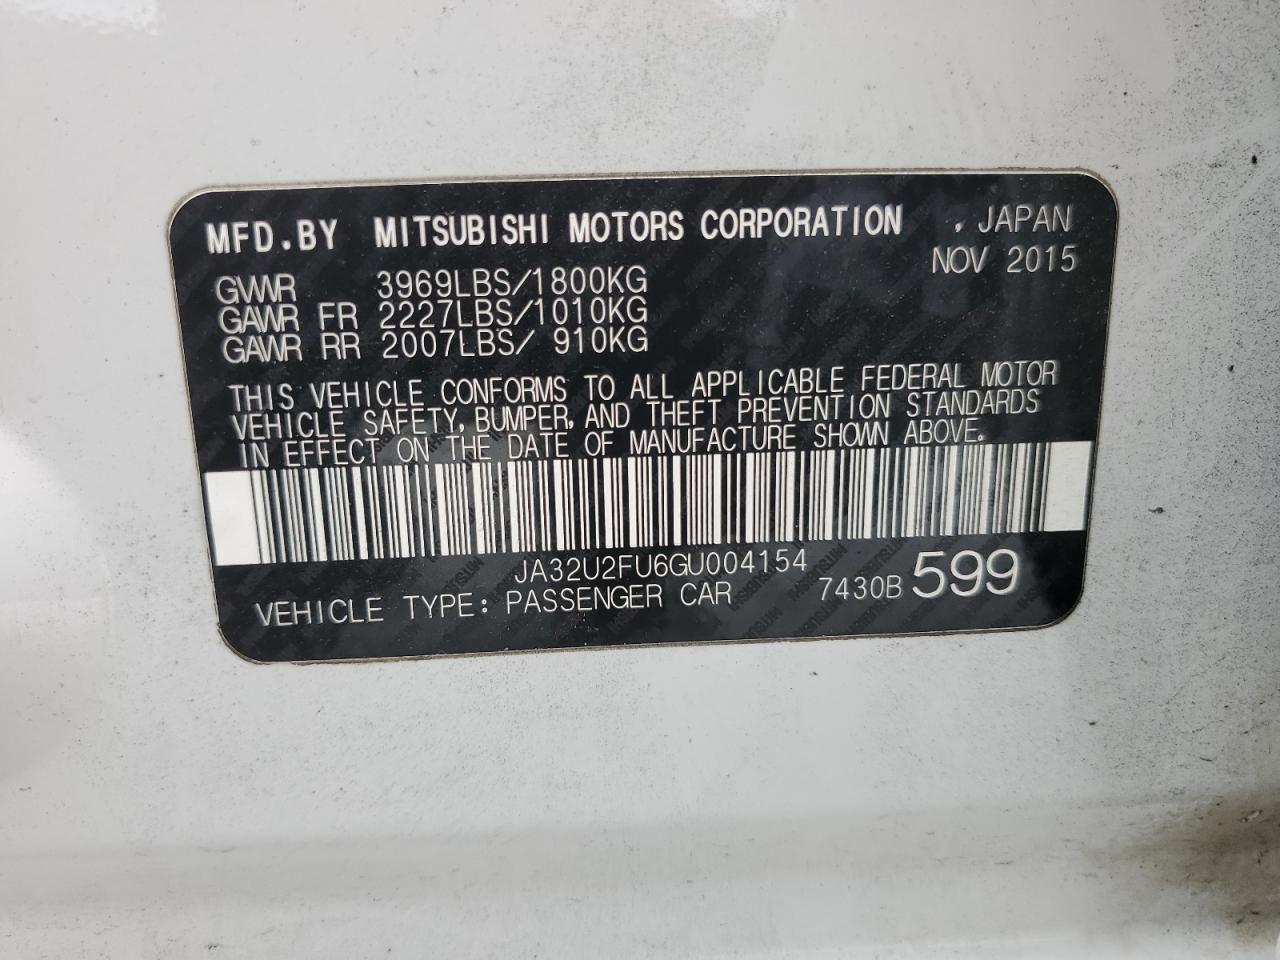 MFD.BY MITSUBISHI MOTORS CORPORATION , JAPAN
NOV 2015
GVWR 3969LBS/1800KG
GAWR FR 2227LBS/1010KG
GAWR RR 2007LBS/ 910KG
THIS VEHICLE CONFORMS TO ALL APPLICABLE FEDERAL MOTOR
VEHICLE SAFETY, BUMPER, AND THEFT PREVENTION STANDARDS
IN EFFECT ON THE DATE OF MANUFACTURE SHOWN ABOVE.
JA32U2FU6GU004154
VEHICLE TYPE: PASSENGER CAR 7430B 599